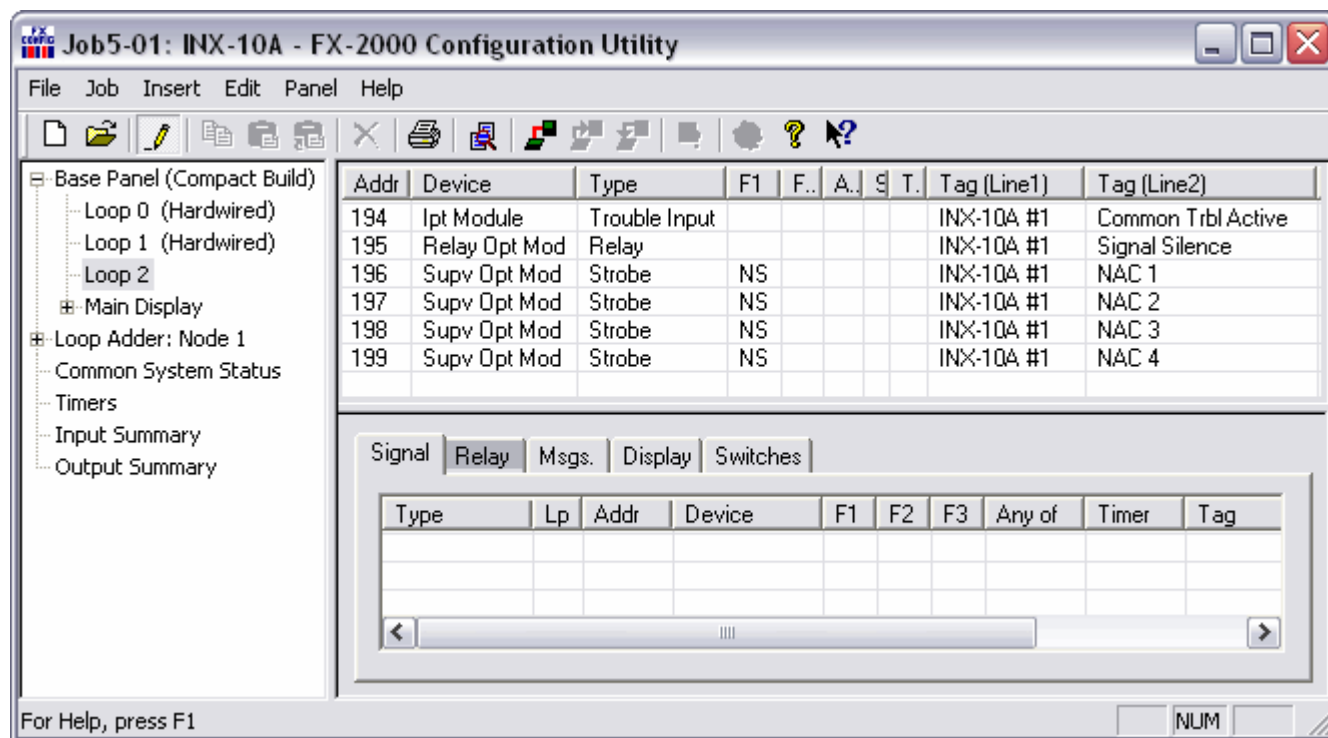 FX CONFIG
Job5-01: INX-10A - FX-2000 Configuration Utility
File Job Insert Edit Panel Help
Base Panel (Compact Build)
Loop 0 (Hardwired)
Loop 1 (Hardwired)
Loop 2
Main Display
Loop Adder: Node 1
Common System Status
Timers
Input Summary
Output Summary
Addr Device Type F1 F.. A.. S T. Tag (Line1) Tag (Line2)
194 Ipt Module Trouble Input INX-10A #1 Common Trbl Active
195 Relay Opt Mod Relay INX-10A #1 Signal Silence
196 Supv Opt Mod Strobe NS INX-10A #1 NAC 1
197 Supv Opt Mod Strobe NS INX-10A #1 NAC 2
198 Supv Opt Mod Strobe NS INX-10A #1 NAC 3
199 Supv Opt Mod Strobe NS INX-10A #1 NAC 4
Signal Relay Msgs. Display Switches
Type Lp Addr Device F1 F2 F3 Any of Timer Tag
For Help, press F1
NUM